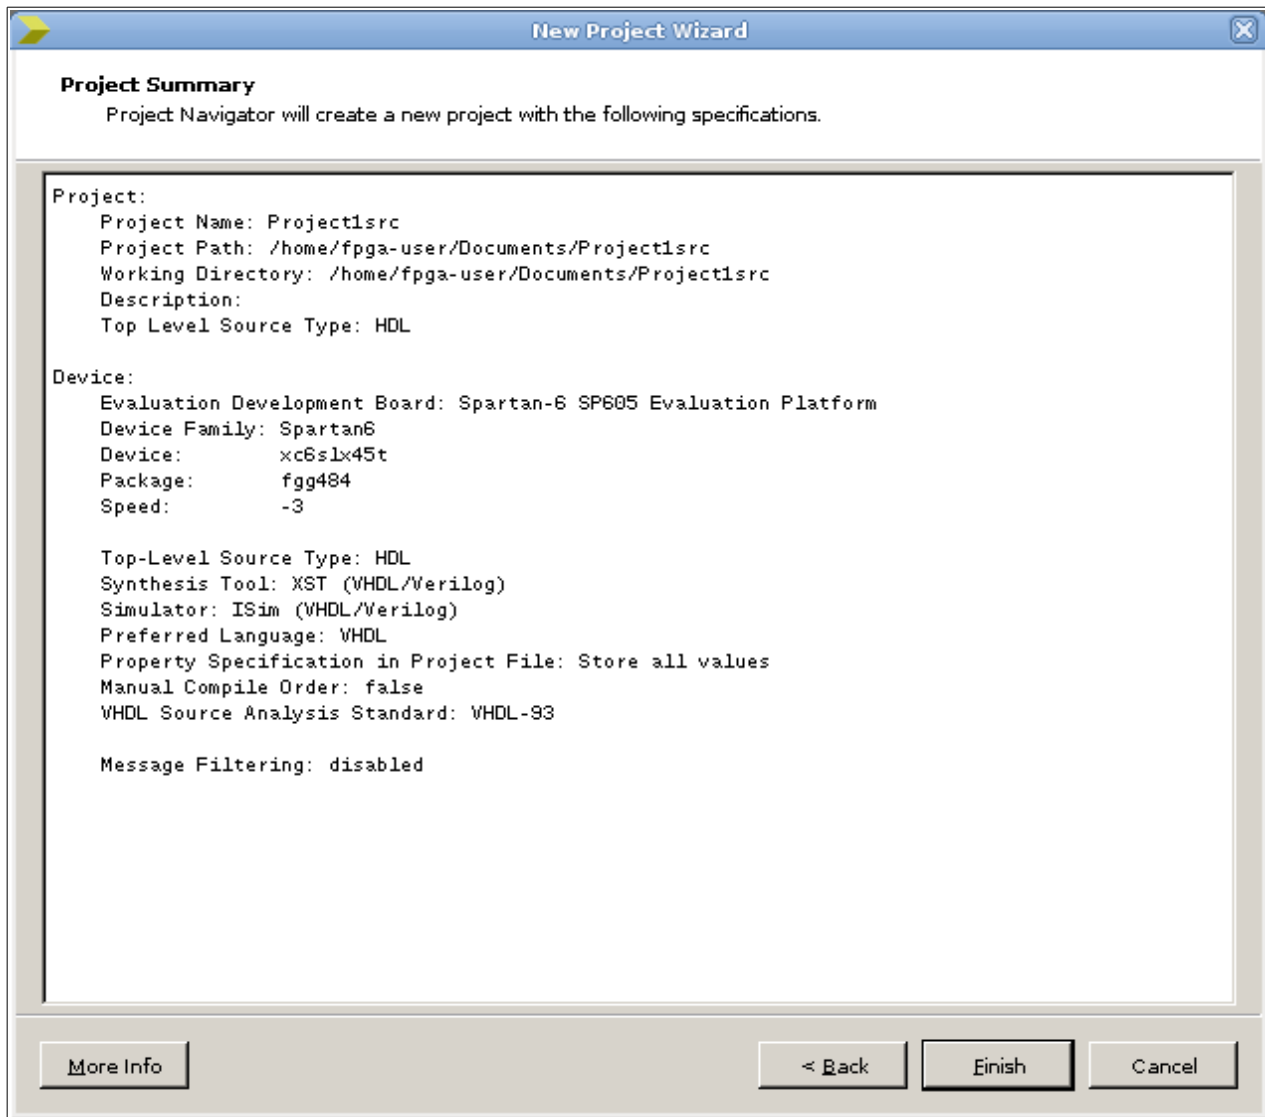 New Project Wizard
Project Summary
Project Navigator will create a new project with the following specifications.
Project:
Project Name: Project1src
Project Path: /home/fpga-user/Documents/Project1src
Working Directory: /home/fpga-user/Documents/Project1src
Description:
Top Level Source Type: HDL
Device:
Evaluation Development Board: Spartan-6 SP605 Evaluation Platform
Device Family: Spartan6
Device: xc6slx45t
Package: fgg484
Speed: -3
Top-Level Source Type: HDL
Synthesis Tool: XST (VHDL/Verilog)
Simulator: ISim (VHDL/Verilog)
Preferred Language: VHDL
Property Specification in Project File: Store all values
Manual Compile Order: false
VHDL Source Analysis Standard: VHDL-93
Message Filtering: disabled
More Info
< Back
Finish
Cancel